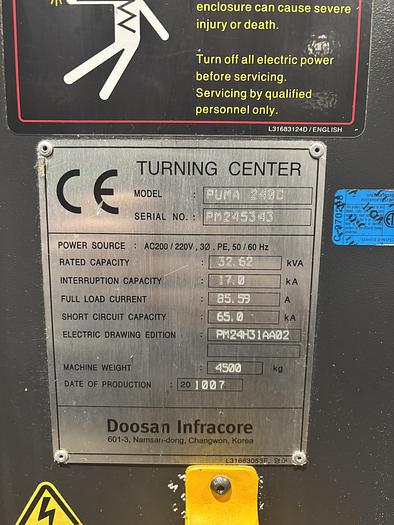 enclosure can cause severe
injury or death.
Turn off all electric power
before servicing.
Servicing by qualified
personnel only.
L31683124D / ENGLISH
CE TURNING CENTER
MODEL : PUMA 240C
SERIAL NO. : PM245343
POWER SOURCE : AC200 / 220V , 3Ø , PE, 50 / 60 Hz
RATED CAPACITY : 32.62 kVA
INTERRUPTION CAPACITY : 17.0 kA
FULL LOAD CURRENT : 85.59 A
SHORT CIRCUIT CAPACITY : 65.0 kA
ELECTRIC DRAWING EDITION : PM24H31AA02
MACHINE WEIGHT : 4500 kg
DATE OF PRODUCTION : 20 1007
Doosan Infracore
601-3, Namsan-dong, Changwon, Korea